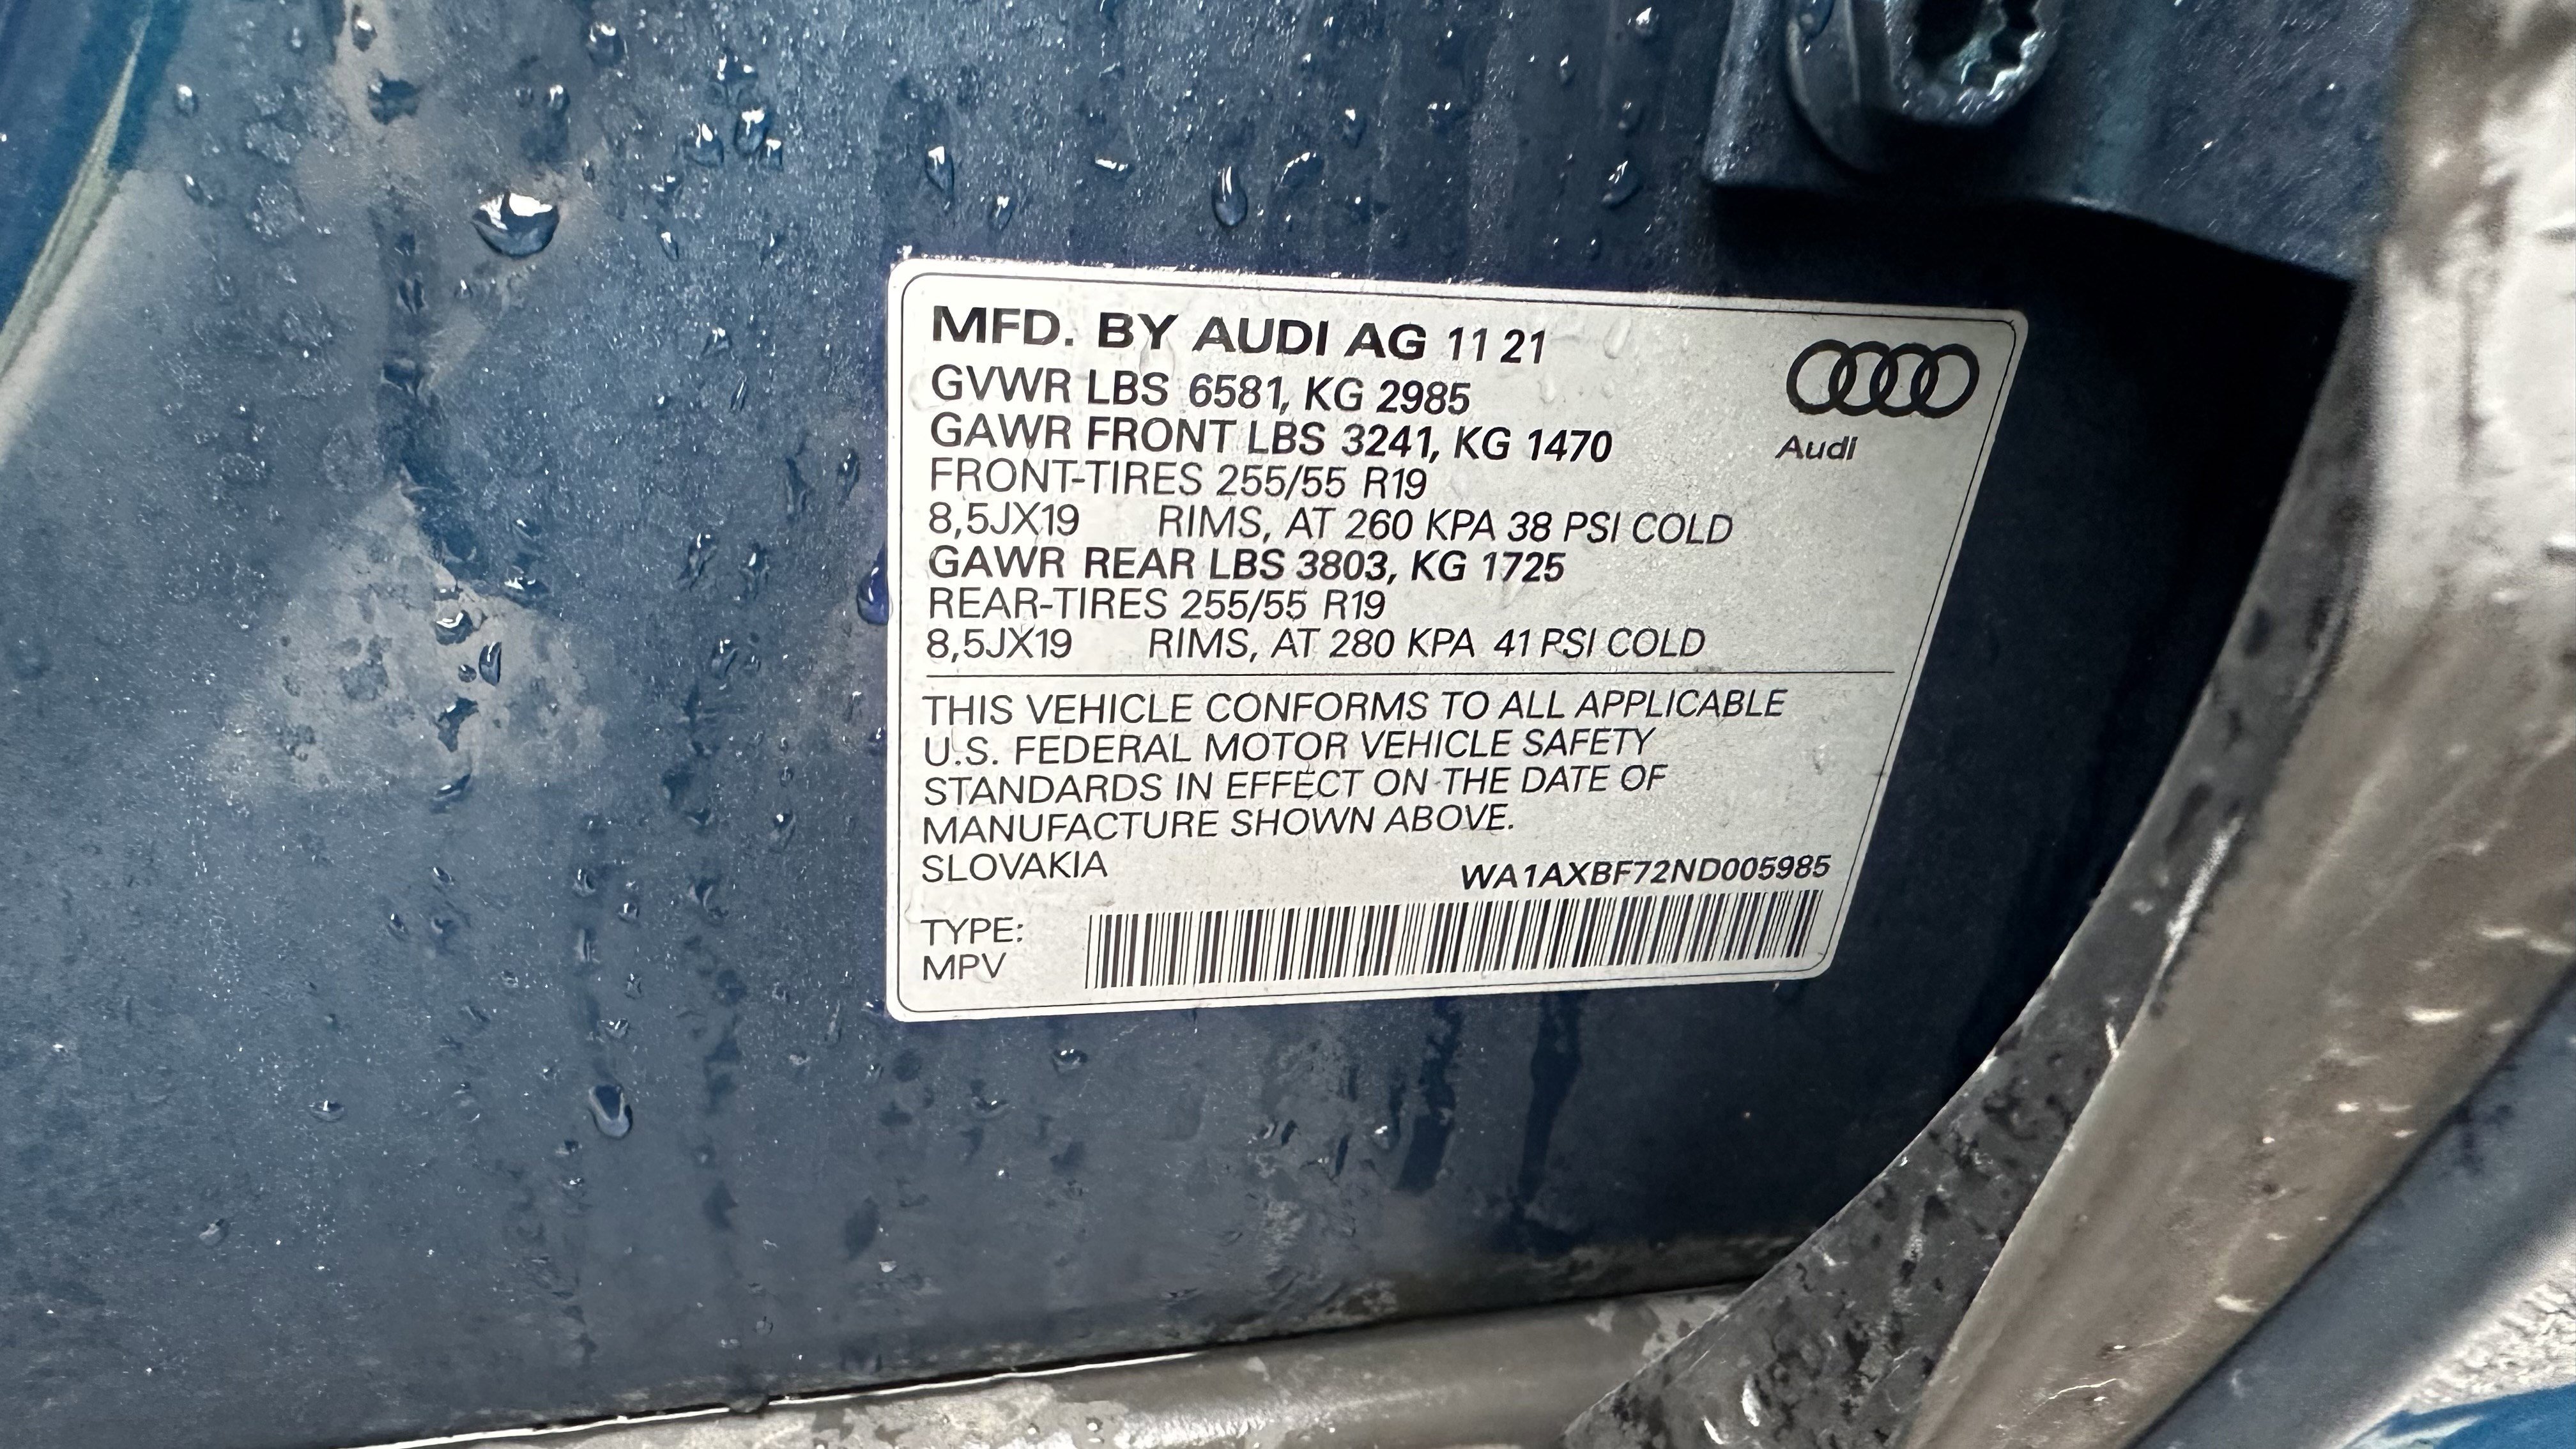 MFD. BY AUDI AG 11 21
GVWR LBS 6581, KG 2985
GAWR FRONT LBS 3241, KG 1470
Audi
FRONT-TIRES 255/55 R19
8,5JX19 RIMS, AT 260 KPA 38 PSI COLD
GAWR REAR LBS 3803, KG 1725
REAR-TIRES 255/55 R19
8,5JX19 RIMS, AT 280 KPA 41 PSI COLD
THIS VEHICLE CONFORMS TO ALL APPLICABLE
U.S. FEDERAL MOTOR VEHICLE SAFETY
STANDARDS IN EFFECT ON THE DATE OF
MANUFACTURE SHOWN ABOVE.
SLOVAKIA WA1AXBF72ND005985
TYPE:
MPV